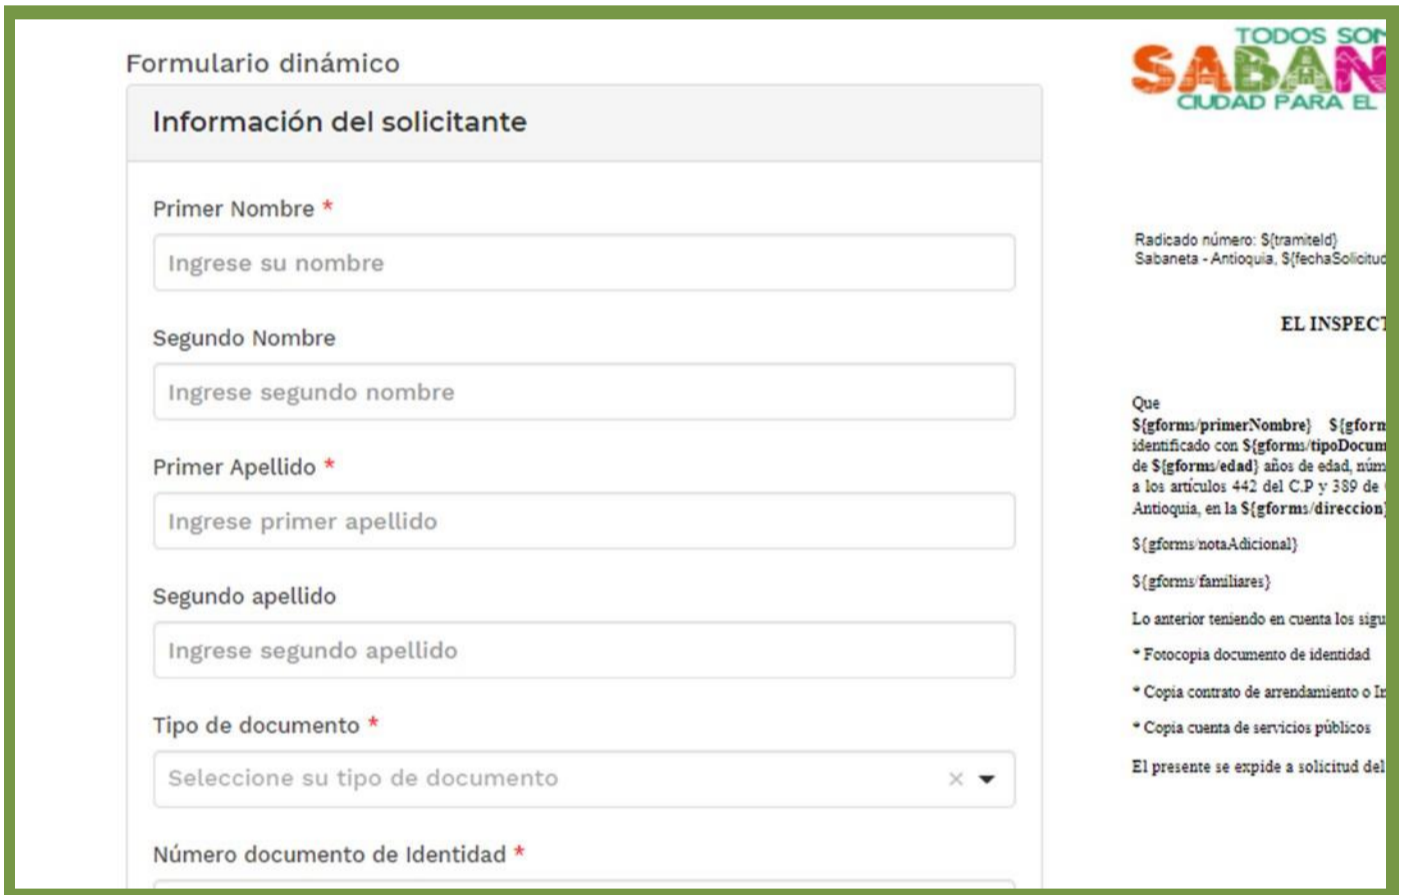 Formulario dinámico
Información del solicitante
Primer Nombre *
Ingrese su nombre
Segundo Nombre
Ingrese segundo nombre
Primer Apellido *
Ingrese primer apellido
Segundo apellido
Ingrese segundo apellido
Tipo de documento *
Seleccione su tipo de documento
Número documento de Identidad *
TODOS SON
SABAN
CIUDAD PARA EL
Radicado número: ${tramiteId}
Sabaneta - Antioquia, ${fechaSolicitud
EL INSPECT
Que
${gforms/primerNombre} ${gform
identificado con ${gforms/tipoDocum
de ${gforms/edad} años de edad, núm
a los artículos 442 del C.P y 389 de
Antioquia, en la ${gforms/direccion}
${gforms/notaAdicional}
${gforms/familiares}
Lo anterior teniendo en cuenta los sigu
* Fotocopia documento de identidad
* Copia contrato de arrendamiento o In
* Copia cuenta de servicios públicos
El presente se expide a solicitud del